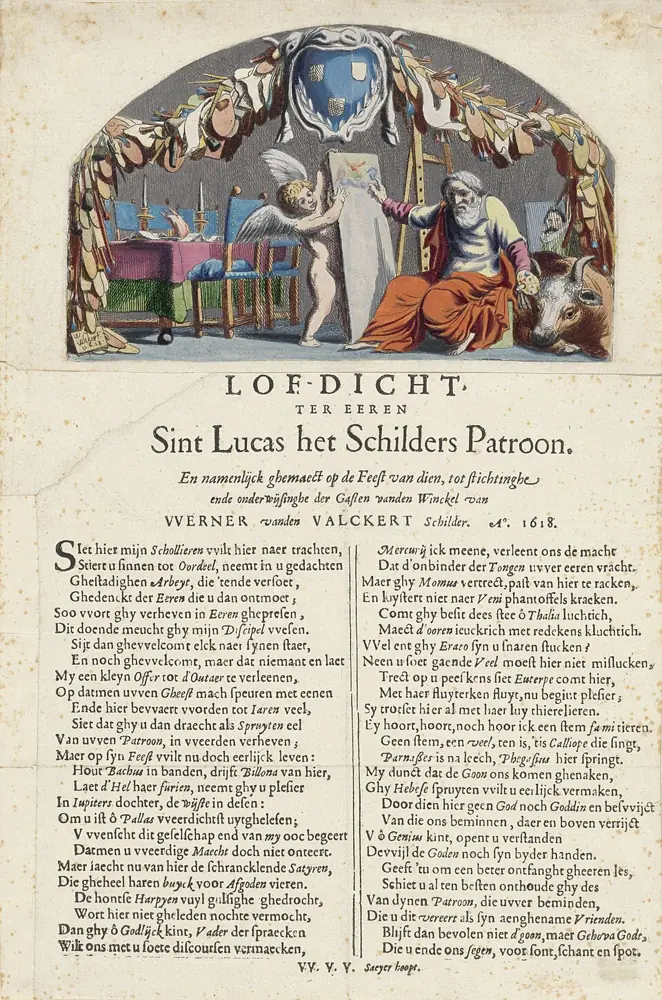 LOF-DICHT,
TER EEREN
Sint Lucas het Schilders Patroon.
En namenlijck ghemaect op de Feest van dien, tot stichtinghe
ende onderwijsinghe der Gasten vanden Winckel van
VVERNER vanden VALCKERT Schilder. Ao. 1618.
SIet hier mijn Schollieren vvilt hier naer trachten,
Stiert u sinnen tot Oordeel, neemt in u gedachten
Ghestadighen Arbeyt, die 'tende versoet,
Ghedenckt der Eeren die u dan ontmoet;
Soo vvort ghy verheven in Eeren ghepresen,
Dit doende meucht ghy mijn Discipel vvesen.
Sijt dan ghevvelcomt elck naer synen staet,
En noch ghevvelcomt, maer dat niemant en laet
My een kleyn Offer tot d'Outaer te verleenen,
Op datmen uvven Gheest mach speuren met eenen
Ende hier bevvaert vvorden tot Iaren veel,
Siet dat ghy u dan draecht als Spruyten eel
Van uvven Patroon, in vveerden verheven;
Maer op syn Feest vvilt nu doch eerlijck leven:
Hout Bachus in banden, drijft Billona van hier,
Laet d'Hel haer furien, neemt ghy u plesier
In Iupiters dochter, de vvijste in desen:
Om u ist ô Pallas vveerdichst uytghelesen;
V vvenscht dit geselschap end van my ooc begeert
Datmen u vveerdige Maecht doch niet onteert.
Maer iaecht nu van hier de schrancklende Satyren,
Die gheheel haren buyck voor Afgoden vieren.
De hontse Harpyen vuyl gulsighe ghedrocht,
Wort hier niet gheleden nochte vermocht,
Dan ghy ô Godlijck kint, Vader der spraecken
Wilt ons met u soete discoursen vermaecken,
Mercurij ick meene, verleent ons de macht
Dat d'onbinder der Tongen uvver eeren vracht.
Maer ghy Momus vertrect, past van hier te racken,
En luystert niet naer Veni phantoffels kraeken.
Comt ghy besit dees stee ô Thalia luchtich,
Maect d'ooren ieuckrich met redekens kluchtich.
VVel ent ghy Erato syn u snaren stucken?
Neen u soet gaende Veel moest hier niet mislucken,
Trect op u peeskens siet Euterpe comt hier,
Met haer fluyterken fluyt, nu begint plesier;
Sy trotset hier al met haer luy thierelieren.
Ey hoort, hoort, noch hoor ick een stem fa mi tieren.
Geen stem, een veel, ten is, 'tis Calliope die singt,
Parnasses is na leech, Phegasus hier springt.
My dunct dat de Goon ons komen ghenaken,
Ghy Hebese spruyten vvilt u eerlijck vermaken,
Door dien hier geen God noch Goddin en besvvijct
Van die ons beminnen, daer en boven verrijct
V ô Genius kint, opent u verstanden
Devvijl de Goden noch syn byder handen.
Geeft 'tu om een beter ontfanght gheeren les,
Schiet u al ten besten onthoude ghy des
Van dynen Patroon, die uvver beminden,
Die u dit vereert als syn aenghename Vrienden.
Blijft dan bevolen niet d'goon, maer Gehova Godt,
Die u ende ons segen, voor sont, schant en spot.
VV. V. V. Saeyer hoopt.